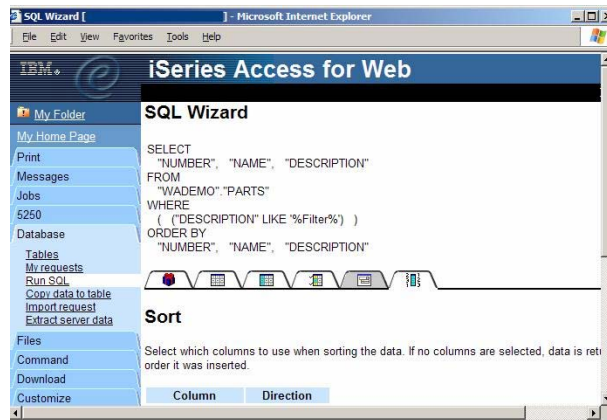 SQL Wizard [ ] - Microsoft Internet Explorer
File Edit View Favorites Tools Help
IBM.
iSeries Access for Web
My Folder
My Home Page
Print
Messages
Jobs
5250
Database
Tables
My requests
Run SQL
Copy data to table
Import request
Extract server data
Files
Command
Download
Customize
SQL Wizard
SELECT
"NUMBER", "NAME", "DESCRIPTION"
FROM
"WADEMO"."PARTS"
WHERE
( ("DESCRIPTION" LIKE '%Filter%') )
ORDER BY
"NUMBER", "NAME", "DESCRIPTION"
Sort
Select which columns to use when sorting the data. If no columns are selected, data is retu
order it was inserted.
Column Direction